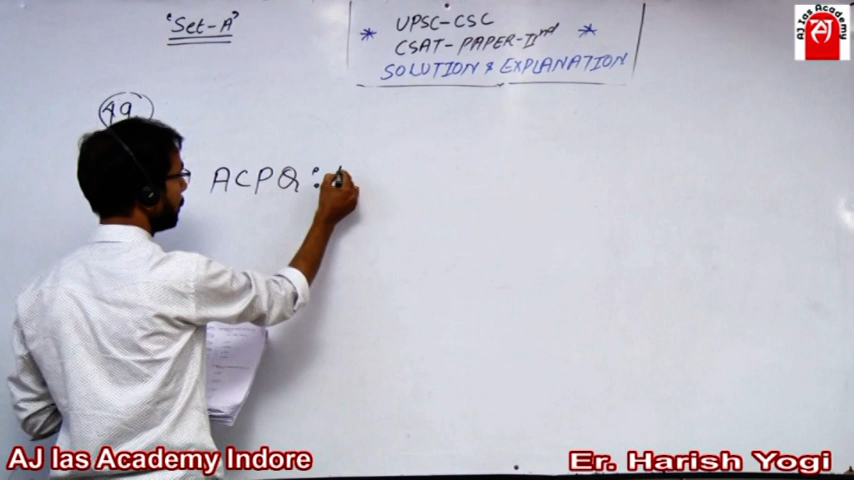 "Set-A"
* UPSC-CSC *
CSAT-PAPER-IInd
SOLUTION & EXPLANATION
49
ACPQ :
AJ Ias Academy
AJ
AJ Ias Academy Indore
Er. Harish Yogi